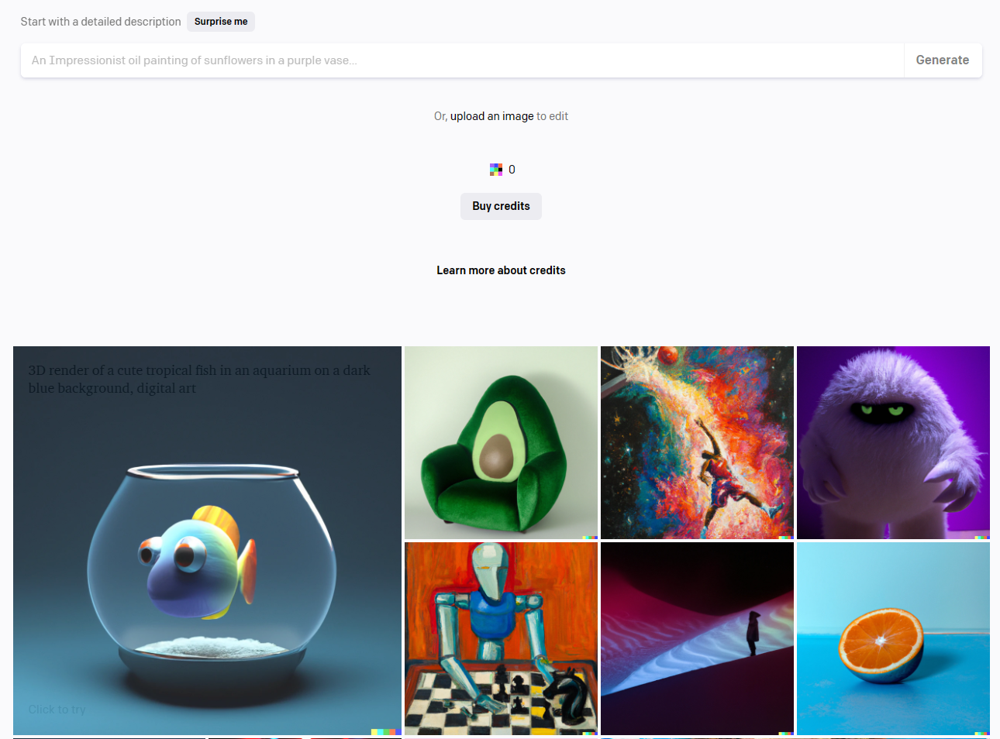 Start with a detailed description Surprise me
An Impressionist oil painting of sunflowers in a purple vase...
Generate
Or, upload an image to edit
0
Buy credits
Learn more about credits
3D render of a cute tropical fish in an aquarium on a dark
blue background, digital art
Click to try